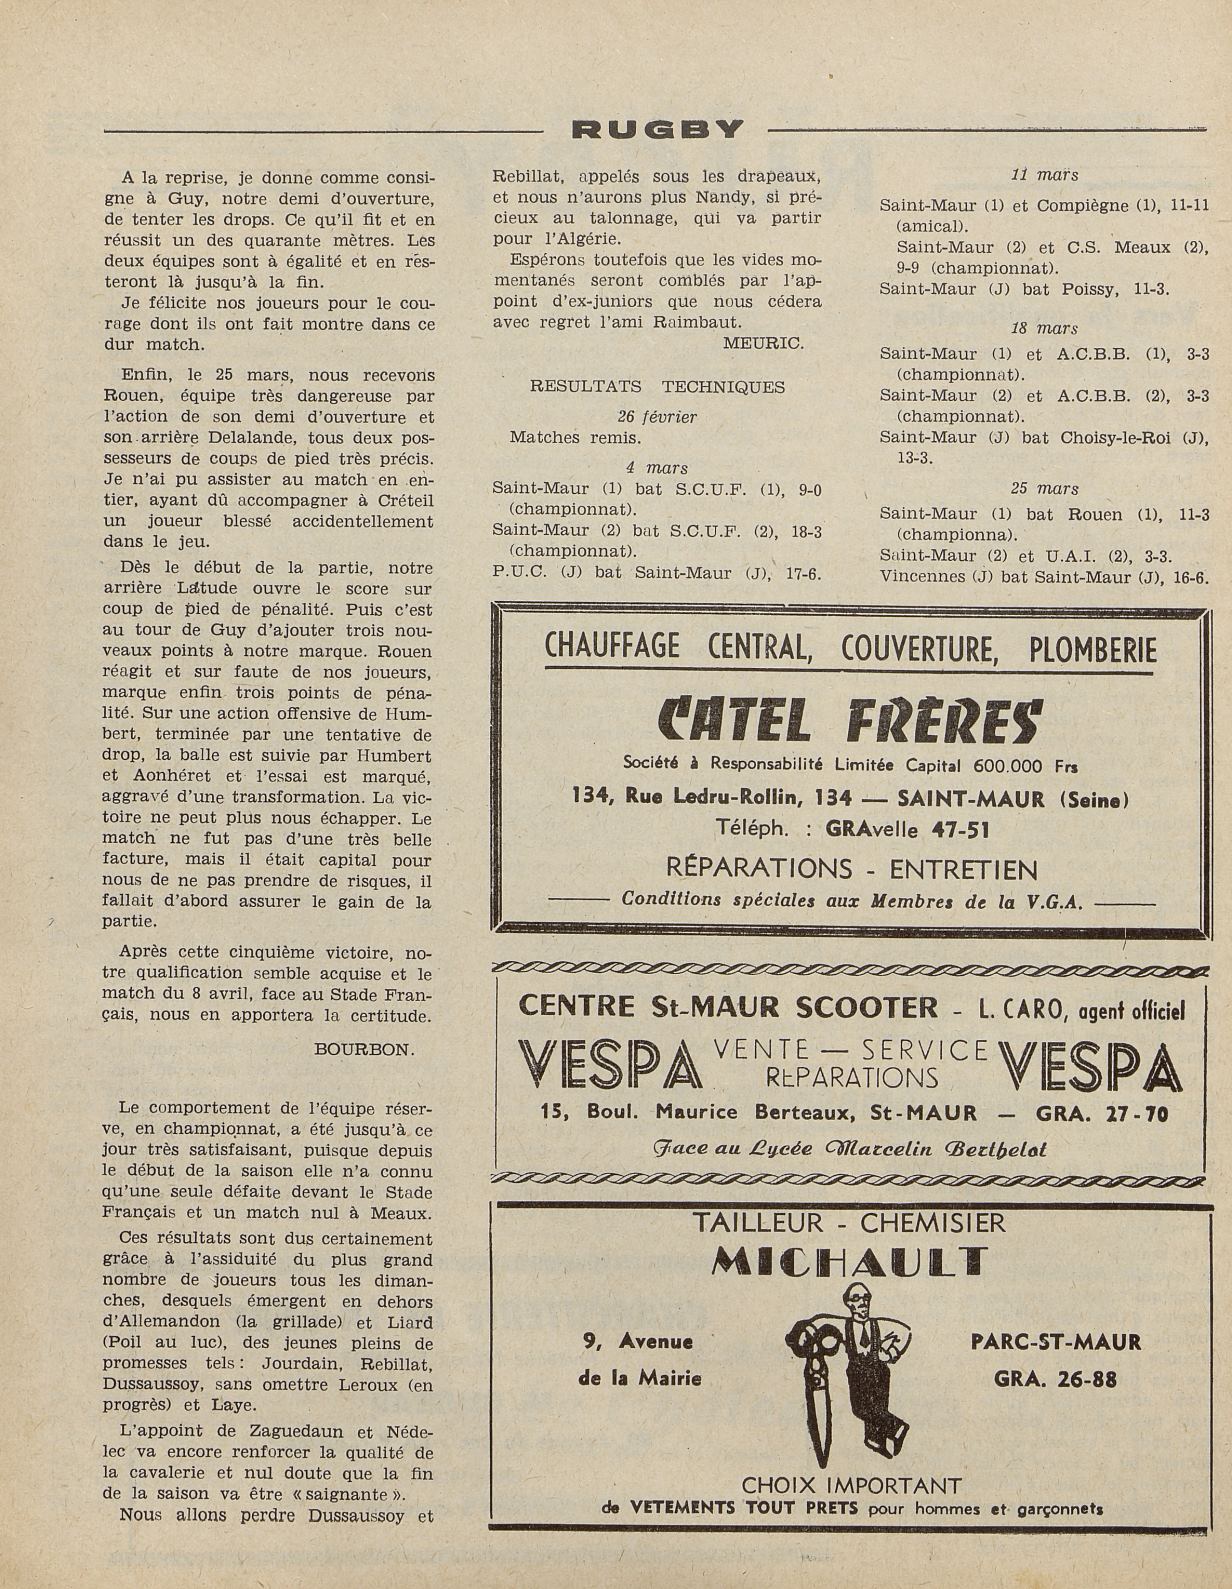 RUGBY
A la reprise, je donne comme consi-
gne à Guy, notre demi d'ouverture,
de tenter les drops. Ce qu'il fit et en
réussit un des quarante mètres. Les
deux équipes sont à égalité et en res-
teront là jusqu'à la fin.
Je félicite nos joueurs pour le cou-
rage dont ils ont fait montre dans ce
dur match.
Enfin, le 25 mars, nous recevons
Rouen, équipe très dangereuse par
l'action de son demi d'ouverture et
son arrière Delalande, tous deux pos-
sesseurs de coups de pied très précis.
Je n'ai pu assister au match en en-
tier, ayant dû accompagner à Créteil
un joueur blessé accidentellement
dans le jeu.
Dès le début de la partie, notre
arrière Latude ouvre le score sur
coup de pied de pénalité. Puis c'est
au tour de Guy d'ajouter trois nou-
veaux points à notre marque. Rouen
réagit et sur faute de nos joueurs,
marque enfin trois points de péna-
lité. Sur une action offensive de Hum-
bert, terminée par une tentative de
drop, la balle est suivie par Humbert
et Aonhéret et l'essai est marqué,
aggravé d'une transformation. La vic-
toire ne peut plus nous échapper. Le
match ne fut pas d'une très belle
facture, mais il était capital pour
nous de ne pas prendre de risques, il
fallait d'abord assurer le gain de la
partie.
Après cette cinquième victoire, no-
tre qualification semble acquise et le
match du 8 avril, face au Stade Fran-
çais, nous en apportera la certitude.
BOURBON.
Le comportement de l'équipe réser-
ve, en championnat, a été jusqu'à ce
jour très satisfaisant, puisque depuis
le début de la saison elle n'a connu
qu'une seule défaite devant le Stade
Français et un match nul à Meaux.
Ces résultats sont dus certainement
grâce à l'assiduité du plus grand
nombre de joueurs tous les diman-
ches, desquels émergent en dehors
d'Allemandon (la grillade) et Liard
(Poil au luc), des jeunes pleins de
promesses tels : Jourdain, Rebillat,
Dussaussoy, sans omettre Leroux (en
progrès) et Laye.
L'appoint de Zaguedaun et Néde-
lec va encore renforcer la qualité de
la cavalerie et nul doute que la fin
de la saison va être « saignante ».
Nous allons perdre Dussaussoy et
Rebillat, appelés sous les drapeaux,
et nous n'aurons plus Nandy, si pré-
cieux au talonnage, qui va partir
pour l'Algérie.
Espérons toutefois que les vides mo-
mentanés seront comblés par l'ap-
point d'ex-juniors que nous cédera
avec regret l'ami Raimbaut.
MEURIC.
RESULTATS TECHNIQUES
26 février
Matches remis.
4 mars
Saint-Maur (1) bat S.C.U.F. (1), 9-0
(championnat).
Saint-Maur (2) bat S.C.U.F. (2), 18-3
(championnat).
P.U.C. (J) bat Saint-Maur (J), 17-6.
11 mars
Saint-Maur (1) et Compiègne (1), 11-11
(amical).
Saint-Maur (2) et C.S. Meaux (2),
9-9 (championnat).
Saint-Maur (J) bat Poissy, 11-3.
18 mars
Saint-Maur (1) et A.C.B.B. (1), 3-3
(championnat).
Saint-Maur (2) et A.C.B.B. (2), 3-3
(championnat).
Saint-Maur (J) bat Choisy-le-Roi (J),
13-3.
25 mars
Saint-Maur (1) bat Rouen (1), 11-3
(championna).
Saint-Maur (2) et U.A.I. (2), 3-3.
Vincennes (J) bat Saint-Maur (J), 16-6.
CHAUFFAGE CENTRAL, COUVERTURE, PLOMBERIE
CATEL FRÈRES
Société à Responsabilité Limitée Capital 600.000 Frs
134, Rue Ledru-Rollin, 134 — SAINT-MAUR (Seine)
Téléph. : GRAvelle 47-51
RÉPARATIONS - ENTRETIEN
Conditions spéciales aux Membres de la V.G.A.
CENTRE St-MAUR SCOOTER - L. CARO, agent officiel
VESPA VENTE — SERVICE VESPA
RÉPARATIONS
15, Boul. Maurice Berteaux, St-MAUR — GRA. 27-70
Face au Lycée Marcelin Berthelot
TAILLEUR - CHEMISIER
MICHAULT
9, Avenue
de la Mairie
PARC-ST-MAUR
GRA. 26-88
CHOIX IMPORTANT
de VETEMENTS TOUT PRETS pour hommes et garçonnets